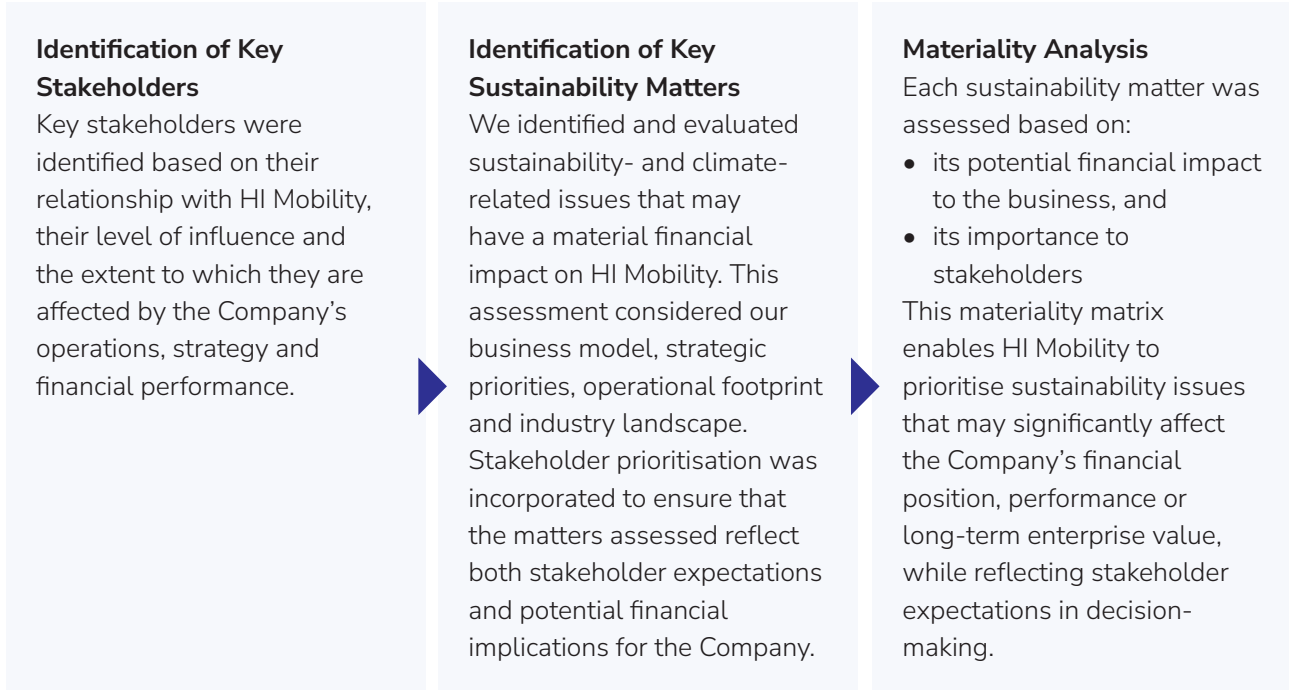 Identification of Key
Stakeholders
Key stakeholders were
identified based on their
relationship with HI Mobility,
their level of influence and
the extent to which they are
affected by the Company’s
operations, strategy and
financial performance.
Identification of Key
Sustainability Matters
We identified and evaluated
sustainability- and climate-
related issues that may
have a material financial
impact on HI Mobility. This
assessment considered our
business model, strategic
priorities, operational footprint
and industry landscape.
Stakeholder prioritisation was
incorporated to ensure that
the matters assessed reflect
both stakeholder expectations
and potential financial
implications for the Company.
Materiality Analysis
Each sustainability matter was
assessed based on:
• its potential financial impact
to the business, and
• its importance to
stakeholders
This materiality matrix
enables HI Mobility to
prioritise sustainability issues
that may significantly affect
the Company’s financial
position, performance or
long-term enterprise value,
while reflecting stakeholder
expectations in decision-
making.